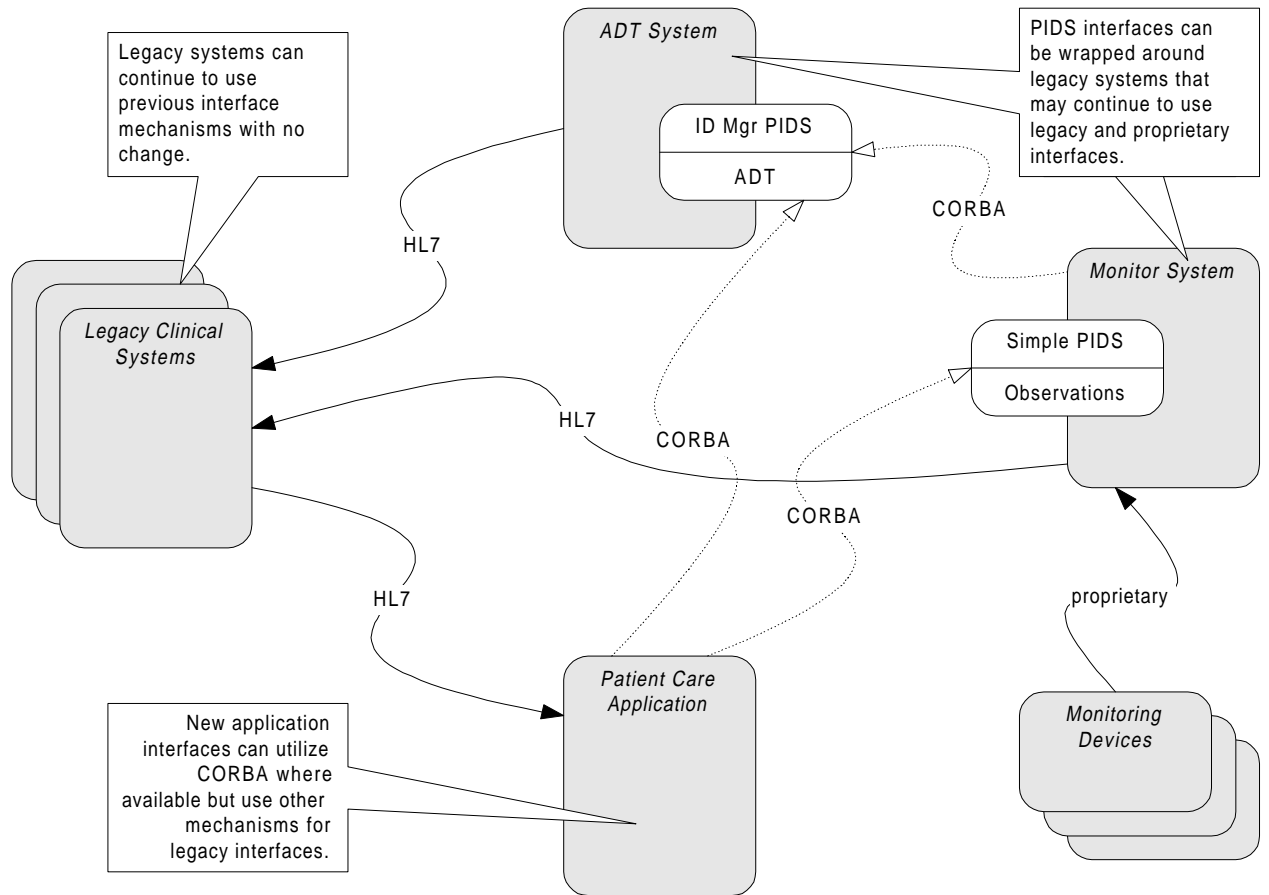 ADT System
Legacy systems can
continue to use
previous interface
mechanisms with no
change.
PIDS interfaces can
be wrapped around
legacy systems that
may continue to use
legacy and proprietary
interfaces.
ID Mgr PIDS
ADT
CORBA
HL7
Monitor System
Legacy Clinical
Systems
Simple PIDS
Observations
HL7
CORBA
CORBA
HL7
proprietary
Patient Care
Application
Monitoring
Devices
New application
interfaces can utilize
CORBA where
available but use other
mechanisms for
legacy interfaces.